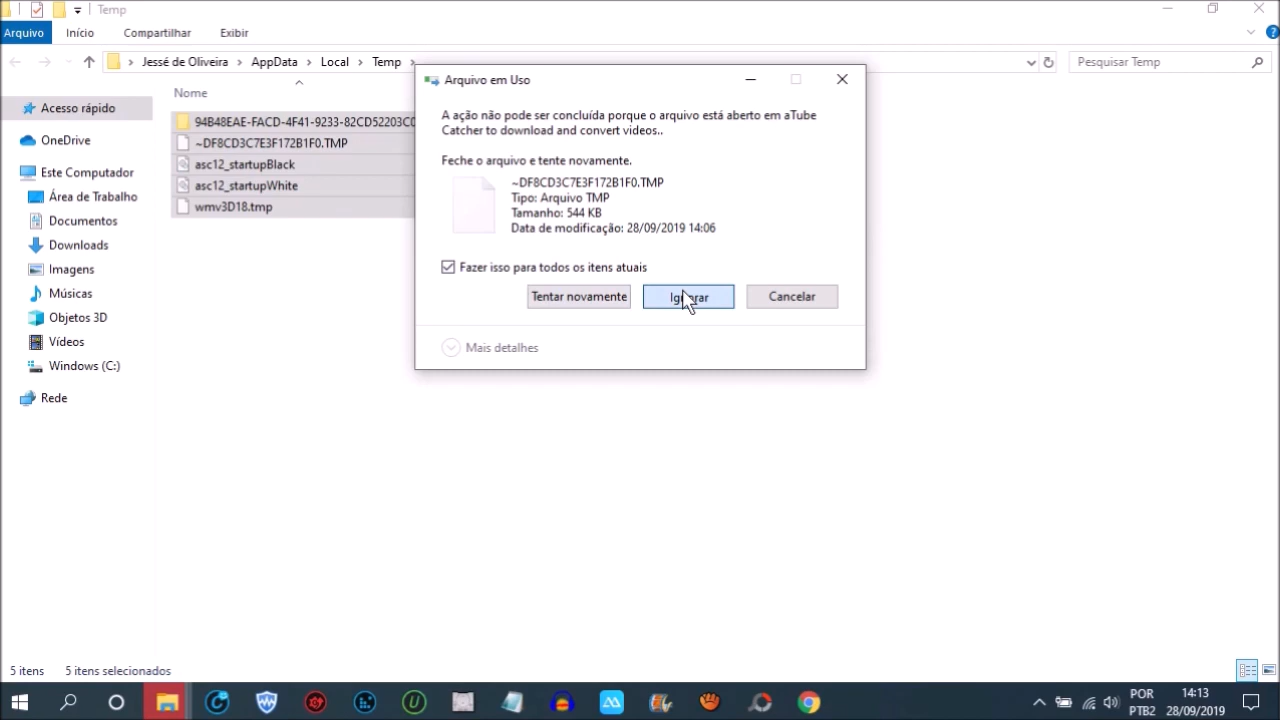 Temp
Arquivo Início Compartilhar Exibir
Jessé de Oliveira AppData Local Temp
Pesquisar Temp
Acesso rápido
OneDrive
Este Computador
Área de Trabalho
Documentos
Downloads
Imagens
Músicas
Objetos 3D
Vídeos
Windows (C:)
Rede
Nome
94B48EAE-FACD-4F41-9233-82CD52203C0
~DF8CD3C7E3F172B1F0.TMP
asc12_startupBlack
asc12_startupWhite
wmv3D18.tmp
Arquivo em Uso
A ação não pode ser concluída porque o arquivo está aberto em aTube
Catcher to download and convert videos..
Feche o arquivo e tente novamente.
~DF8CD3C7E3F172B1F0.TMP
Tipo: Arquivo TMP
Tamanho: 544 KB
Data de modificação: 28/09/2019 14:06
Fazer isso para todos os itens atuais
Tentar novamente Ignorar Cancelar
Mais detalhes
5 itens 5 itens selecionados
POR
PTB2
14:13
28/09/2019